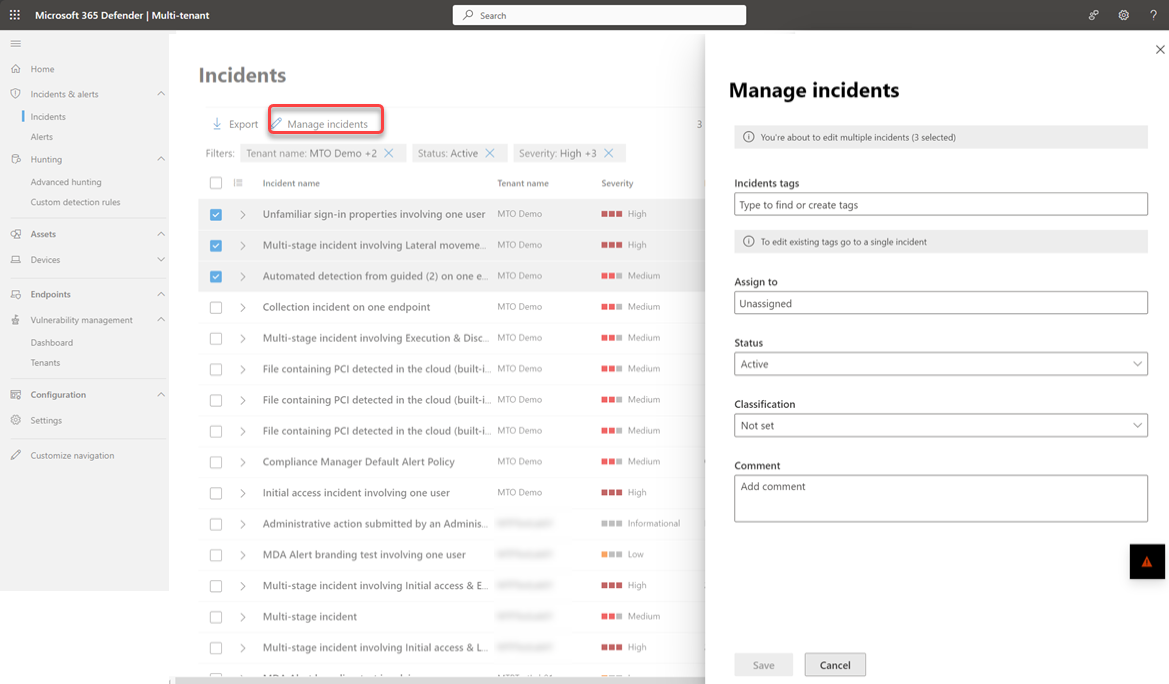 Microsoft 365 Defender | Multi-tenant
Search
?
Home
Incidents & alerts
Incidents
Alerts
Hunting
Advanced hunting
Custom detection rules
Assets
Devices
Endpoints
Vulnerability management
Dashboard
Tenants
Configuration
Settings
Customize navigation
Incidents
Export Manage incidents 3
Filters: Tenant name: MTO Demo +2 Status: Active Severity: High +3
Incident name Tenant name Severity
Unfamiliar sign-in properties involving one user MTO Demo High
Multi-stage incident involving Lateral moveme... MTO Demo High
Automated detection from guided (2) on one e... MTO Demo Medium
Collection incident on one endpoint MTO Demo Medium
Multi-stage incident involving Execution & Disc... MTO Demo Medium
File containing PCI detected in the cloud (built-i... MTO Demo Medium
File containing PCI detected in the cloud (built-i... MTO Demo Medium
File containing PCI detected in the cloud (built-i... MTO Demo Medium
Compliance Manager Default Alert Policy MTO Demo Medium
Initial access incident involving one user MTO Demo High
Administrative action submitted by an Adminis... Informational
MDA Alert branding test involving one user Low
Multi-stage incident involving Initial access & E... High
Multi-stage incident Medium
Multi-stage incident involving Initial access & L... High
Manage incidents
You're about to edit multiple incidents (3 selected)
Incidents tags
Type to find or create tags
To edit existing tags go to a single incident
Assign to
Unassigned
Status
Active
Classification
Not set
Comment
Add comment
Save Cancel